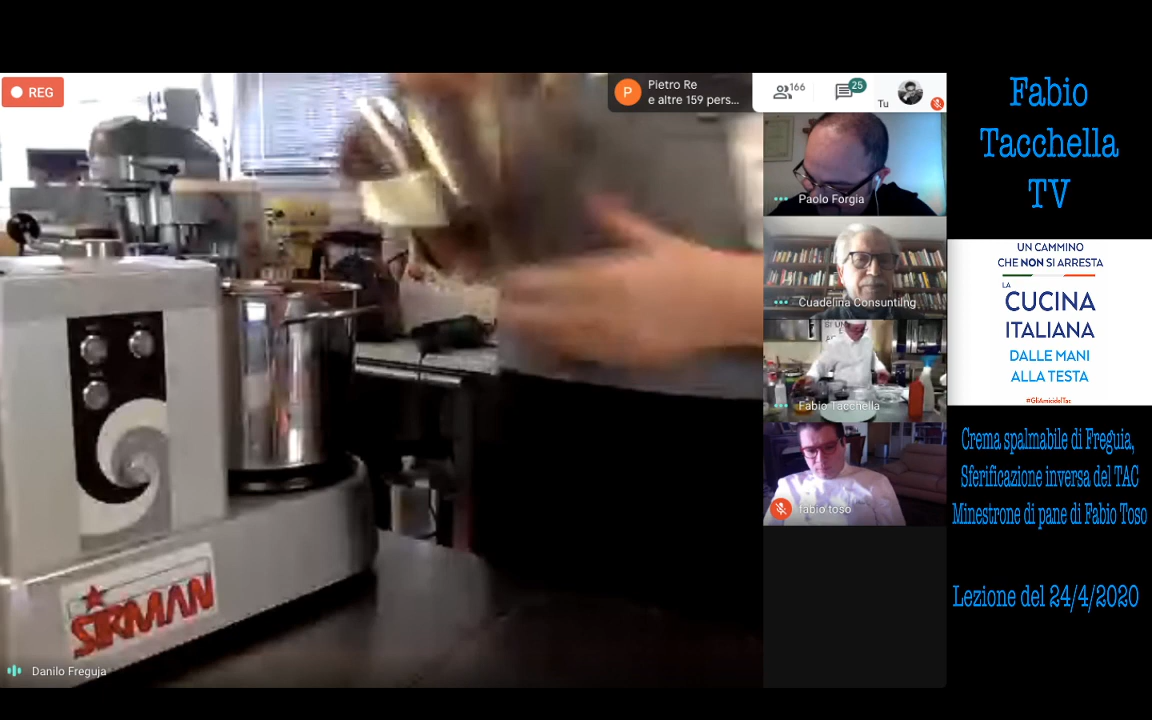 REG
P
Pietro Re
e altre 159 pers...
166
25
Tu
Paolo Forgia
Cuadelina Consunting
Fabio Tacchella
fabio toso
SIRMAN
Danilo Freguja
Fabio
Tacchella
TV
UN CAMMINO
CHE NON SI ARRESTA
LA
CUCINA
ITALIANA
DALLE MANI
ALLA TESTA
#GliAmicidelTac
Crema spalmabile di Freguia,
Sferificazione inversa del TAC
Minestrone di pane di Fabio Toso
Lezione del 24/4/2020